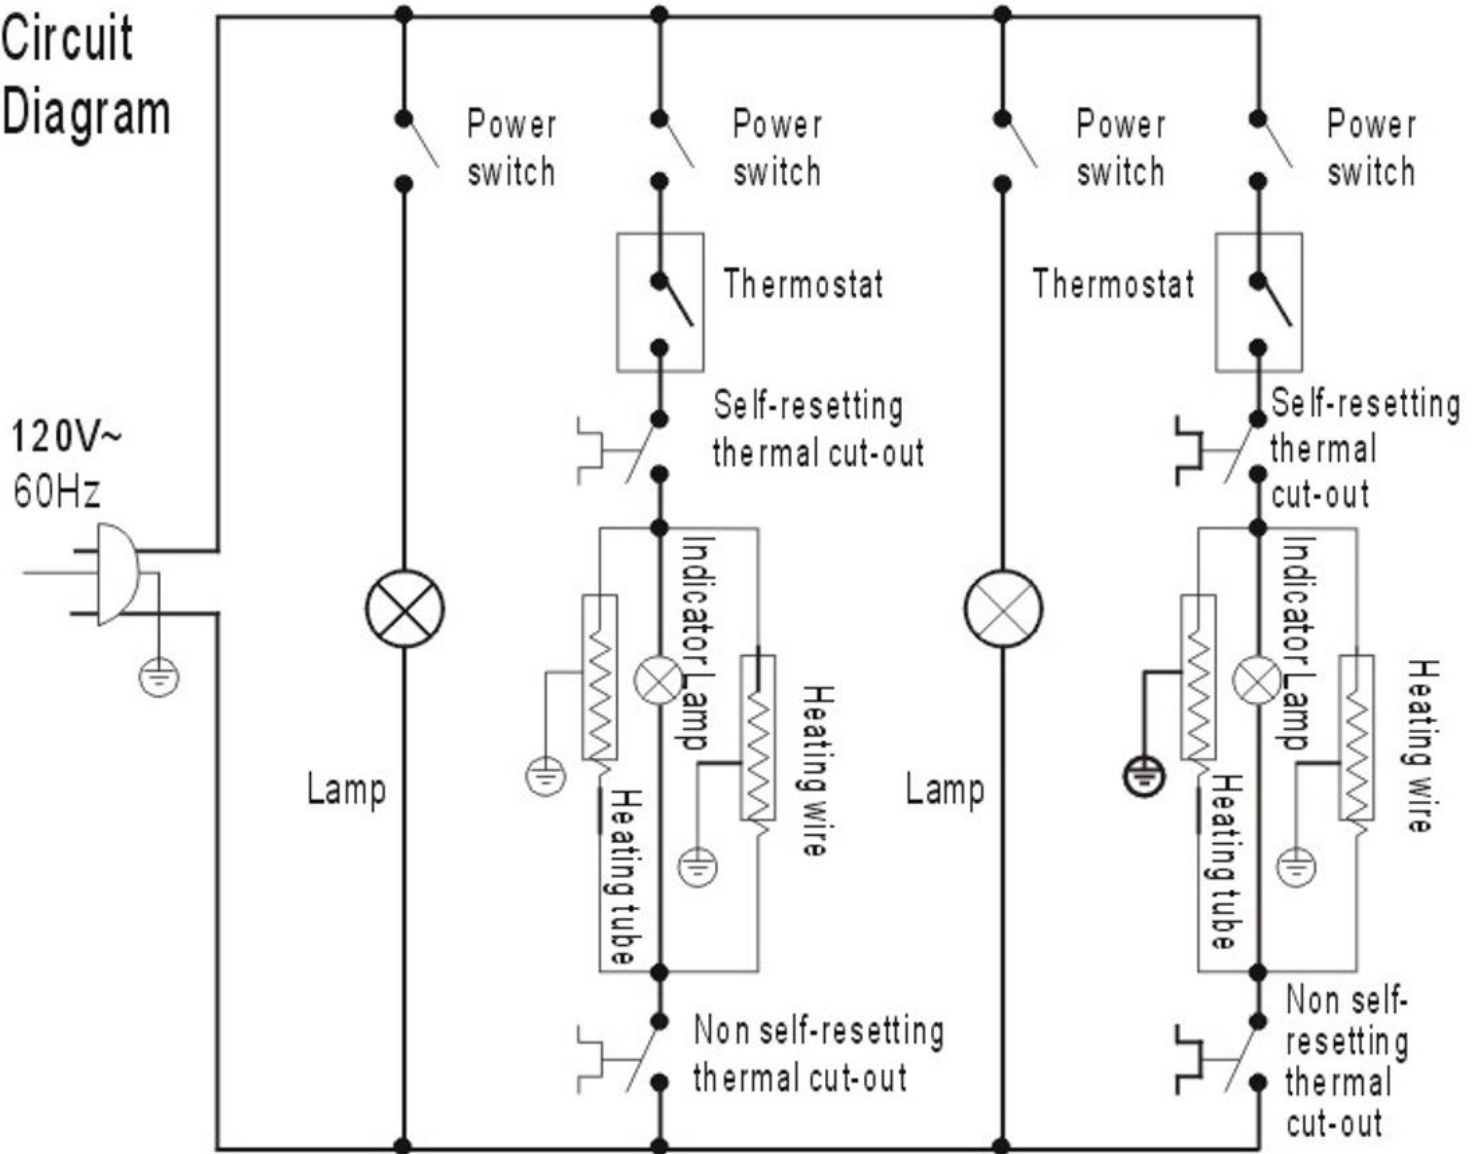 Circuit
Diagram
Power
switch
Power
switch
Power
switch
Power
switch
Thermostat
Thermostat
Self-resetting
thermal cut-out
Self-resetting
thermal
cut-out
120V~
60Hz
Indicator Lamp
Indicator Lamp
Heating wire
Heating wire
Lamp
Lamp
Heating tube
Heating tube
Non self-resetting
thermal cut-out
Non self-
resetting
thermal
cut-out